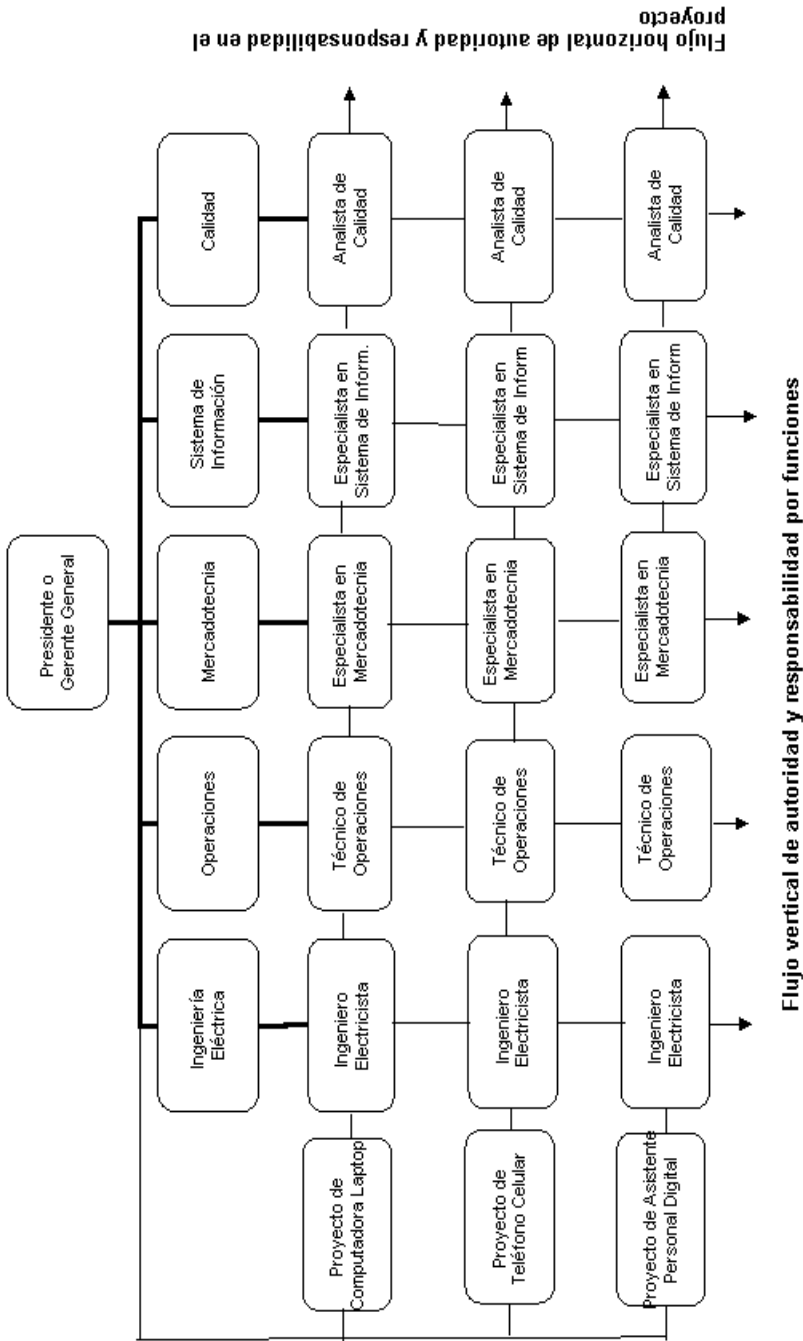 Presidente o
Gerente General
Ingeniería
Eléctrica
Operaciones
Mercadotecnia
Sistema de
Información
Calidad
Proyecto de
Computadora Laptop
Ingeniero
Electricista
Técnico de
Operaciones
Especialista en
Mercadotecnia
Especialista en
Sistema de Inform.
Analista de
Calidad
Proyecto de
Teléfono Celular
Ingeniero
Electricista
Técnico de
Operaciones
Especialista en
Mercadotecnia
Especialista en
Sistema de Inform
Analista de
Calidad
Proyecto de Asistente
Personal Digital
Ingeniero
Electricista
Técnico de
Operaciones
Especialista en
Mercadotecnia
Especialista en
Sistema de Inform
Analista de
Calidad
Flujo horizontal de autoridad y responsabilidad en el
proyecto
Flujo vertical de autoridad y responsabilidad por funciones